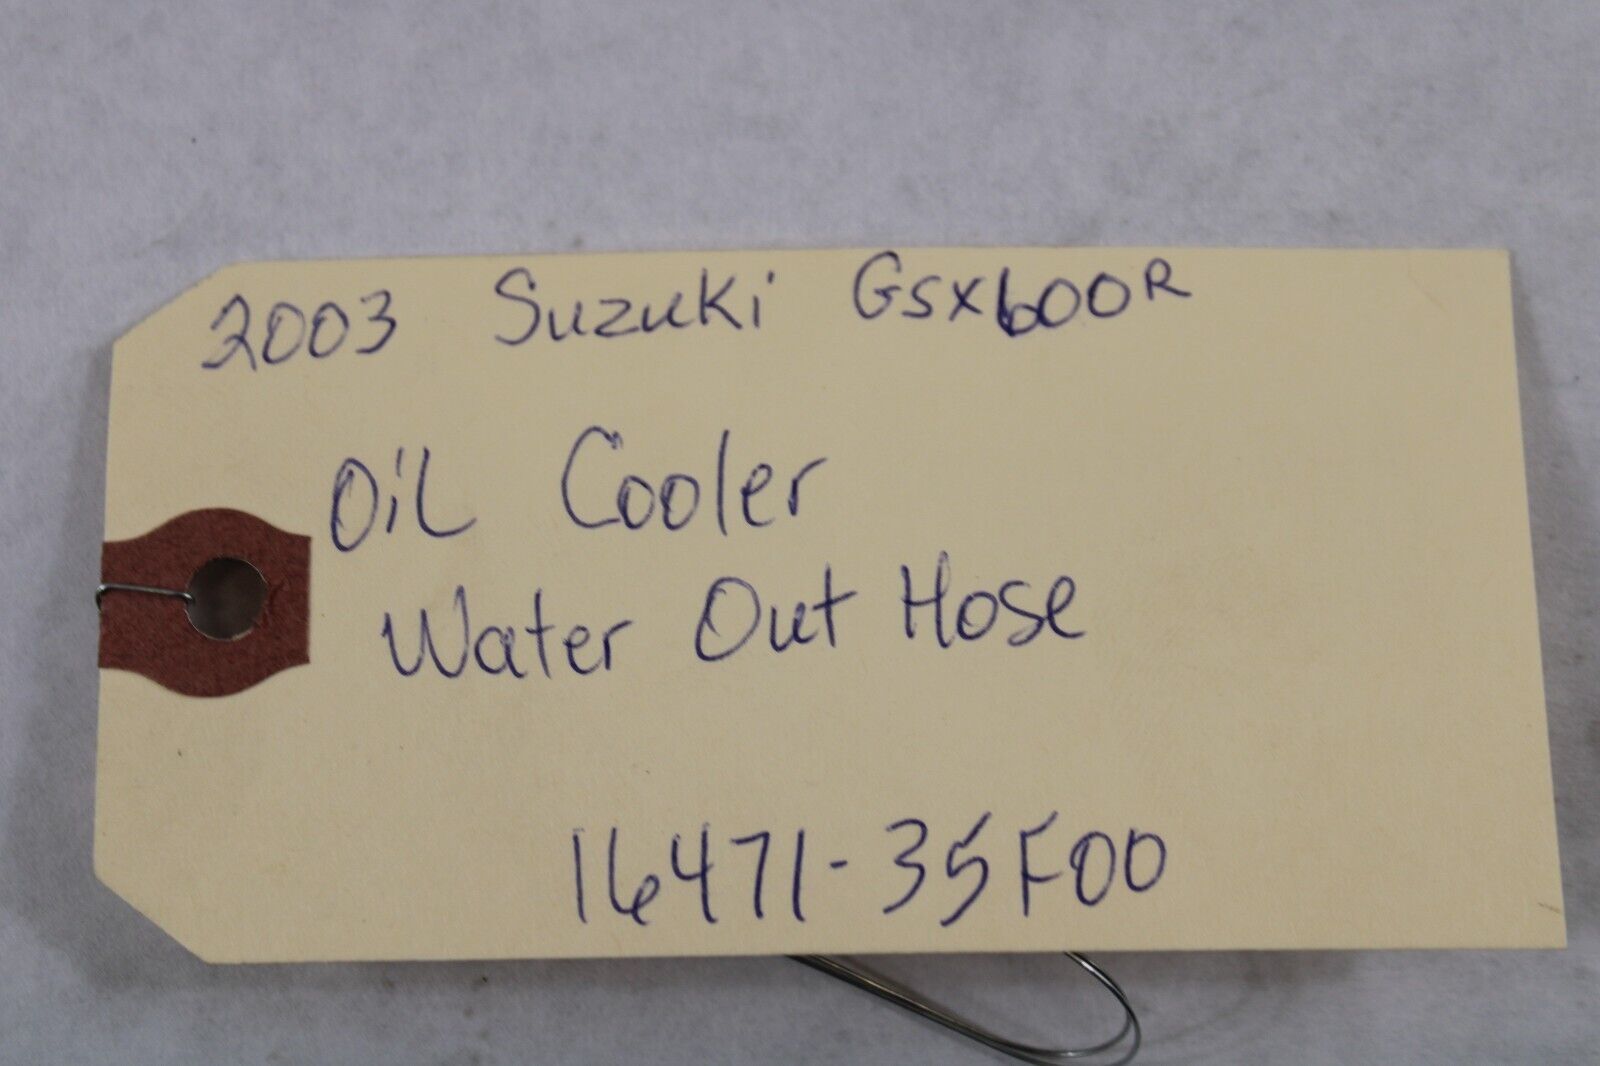 2003 Suzuki GSX600R
OiL Cooler
Water Out Hose
16471-35F00